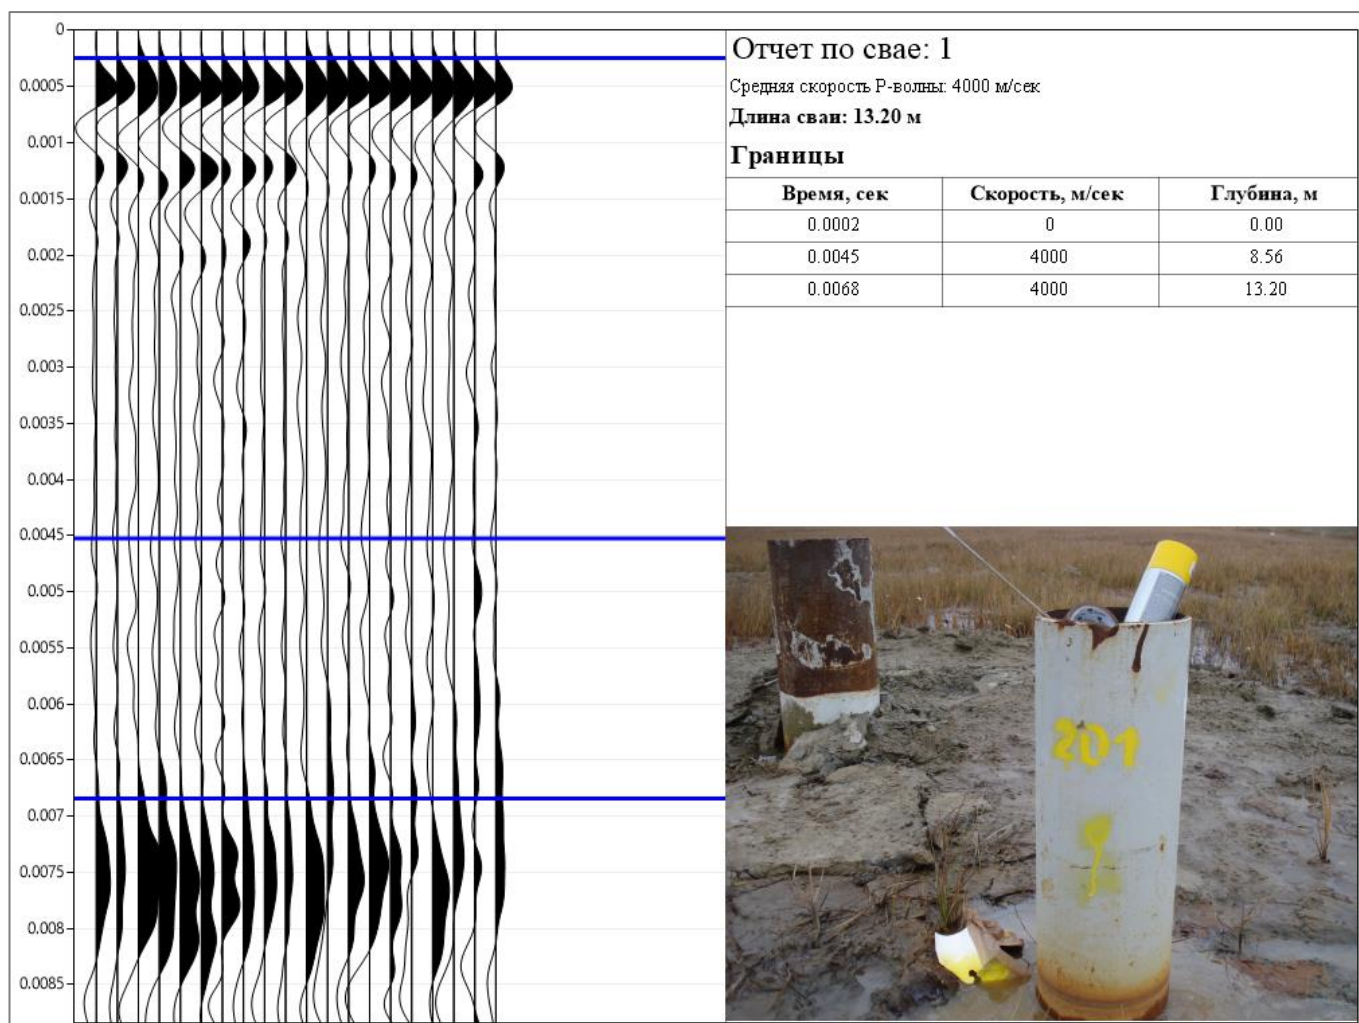 0
0.0005
0.001
0.0015
0.002
0.0025
0.003
0.0035
0.004
0.0045
0.005
0.0055
0.006
0.0065
0.007
0.0075
0.008
0.0085
Отчет по свае: 1
Средняя скорость P-волны: 4000 м/сек
Длина сваи: 13.20 м
Границы
Время, сек Скорость, м/сек Глубина, м
0.0002 0 0.00
0.0045 4000 8.56
0.0068 4000 13.20
201